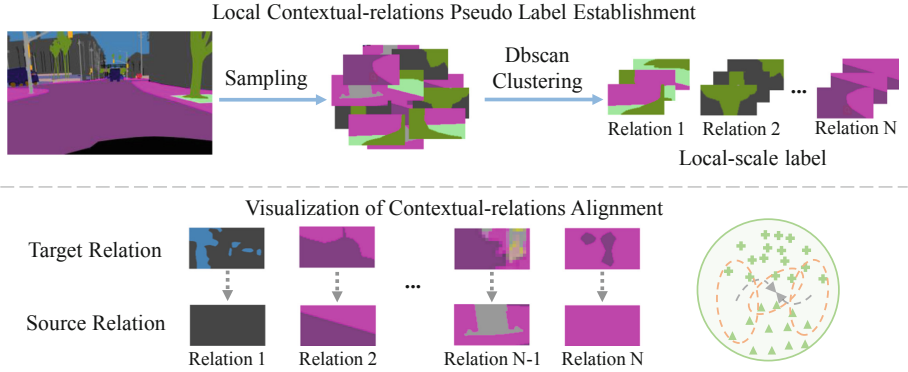 Local Contextual-relations Pseudo Label Establishment
Sampling
Dbscan
Clustering
...
Relation 1
Relation 2
Relation N
Local-scale label
Visualization of Contextual-relations Alignment
Target Relation
...
Source Relation
Relation 1
Relation 2
Relation N-1
Relation N